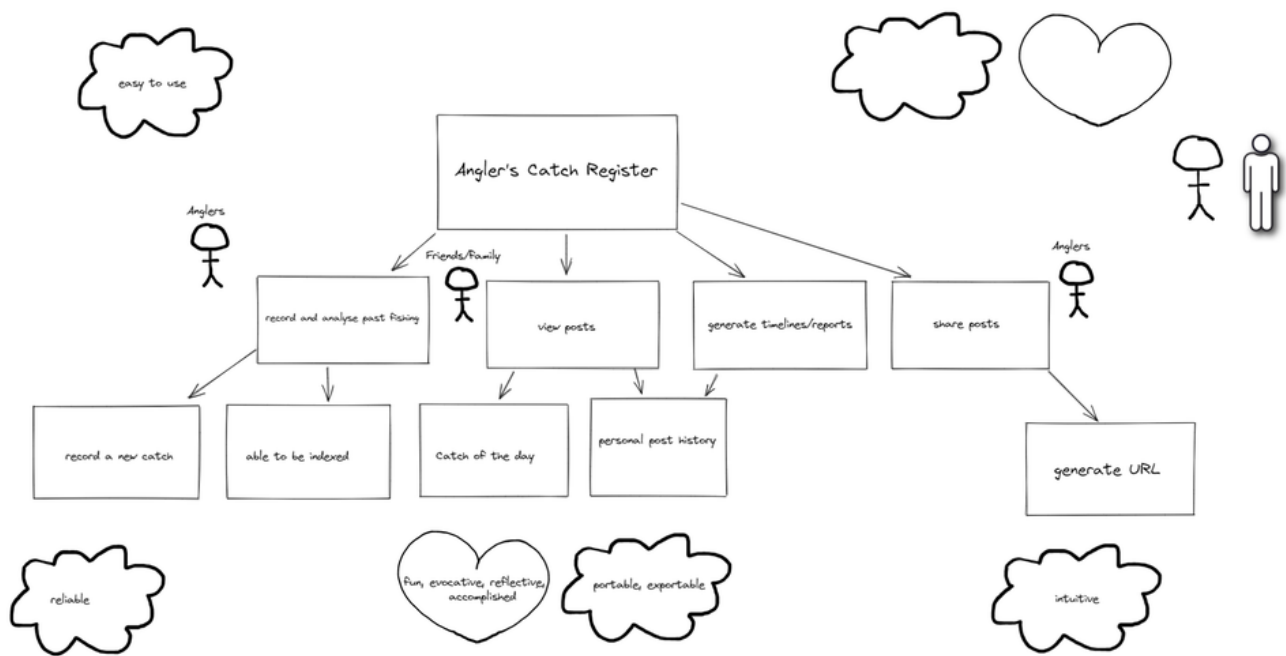 easy to use
Angler's Catch Register
Anglers
Friends/Family
Anglers
record and analyse past fishing
view posts
generate timelines/reports
share posts
record a new catch
able to be indexed
Catch of the day
personal post history
generate URL
reliable
fun, evocative, reflective,
accomplished
portable, exportable
intuitive